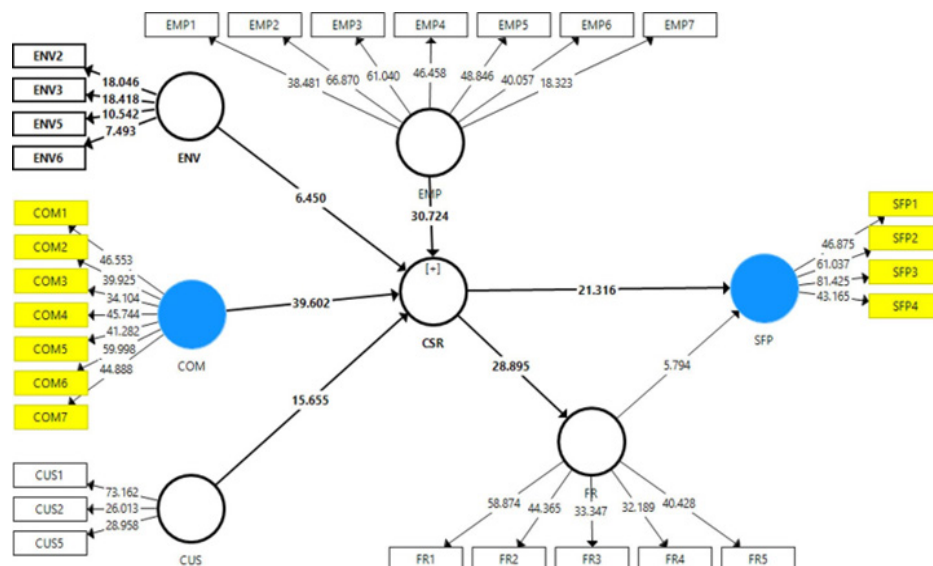 EMP1 EMP2 EMP3 EMP4 EMP5 EMP6 EMP7
38.481 66.870 61.040 46.458 48.846 40.057 18.323
ENV2
ENV3
ENV5
ENV6
18.046
18.418
10.542
7.493
ENV
EMP
6.450
30.724
COM1
COM2
COM3
COM4
COM5
COM6
COM7
46.553
39.925
34.104
45.744
41.282
59.998
44.888
COM
39.602
[+]
CSR
21.316
SFP
46.875
61.037
81.425
43.165
SFP1
SFP2
SFP3
SFP4
15.655
28.895
5.794
CUS1
CUS2
CUS5
73.162
26.013
28.958
CUS
FR
58.874 44.365 33.347 32.189 40.428
FR1 FR2 FR3 FR4 FR5